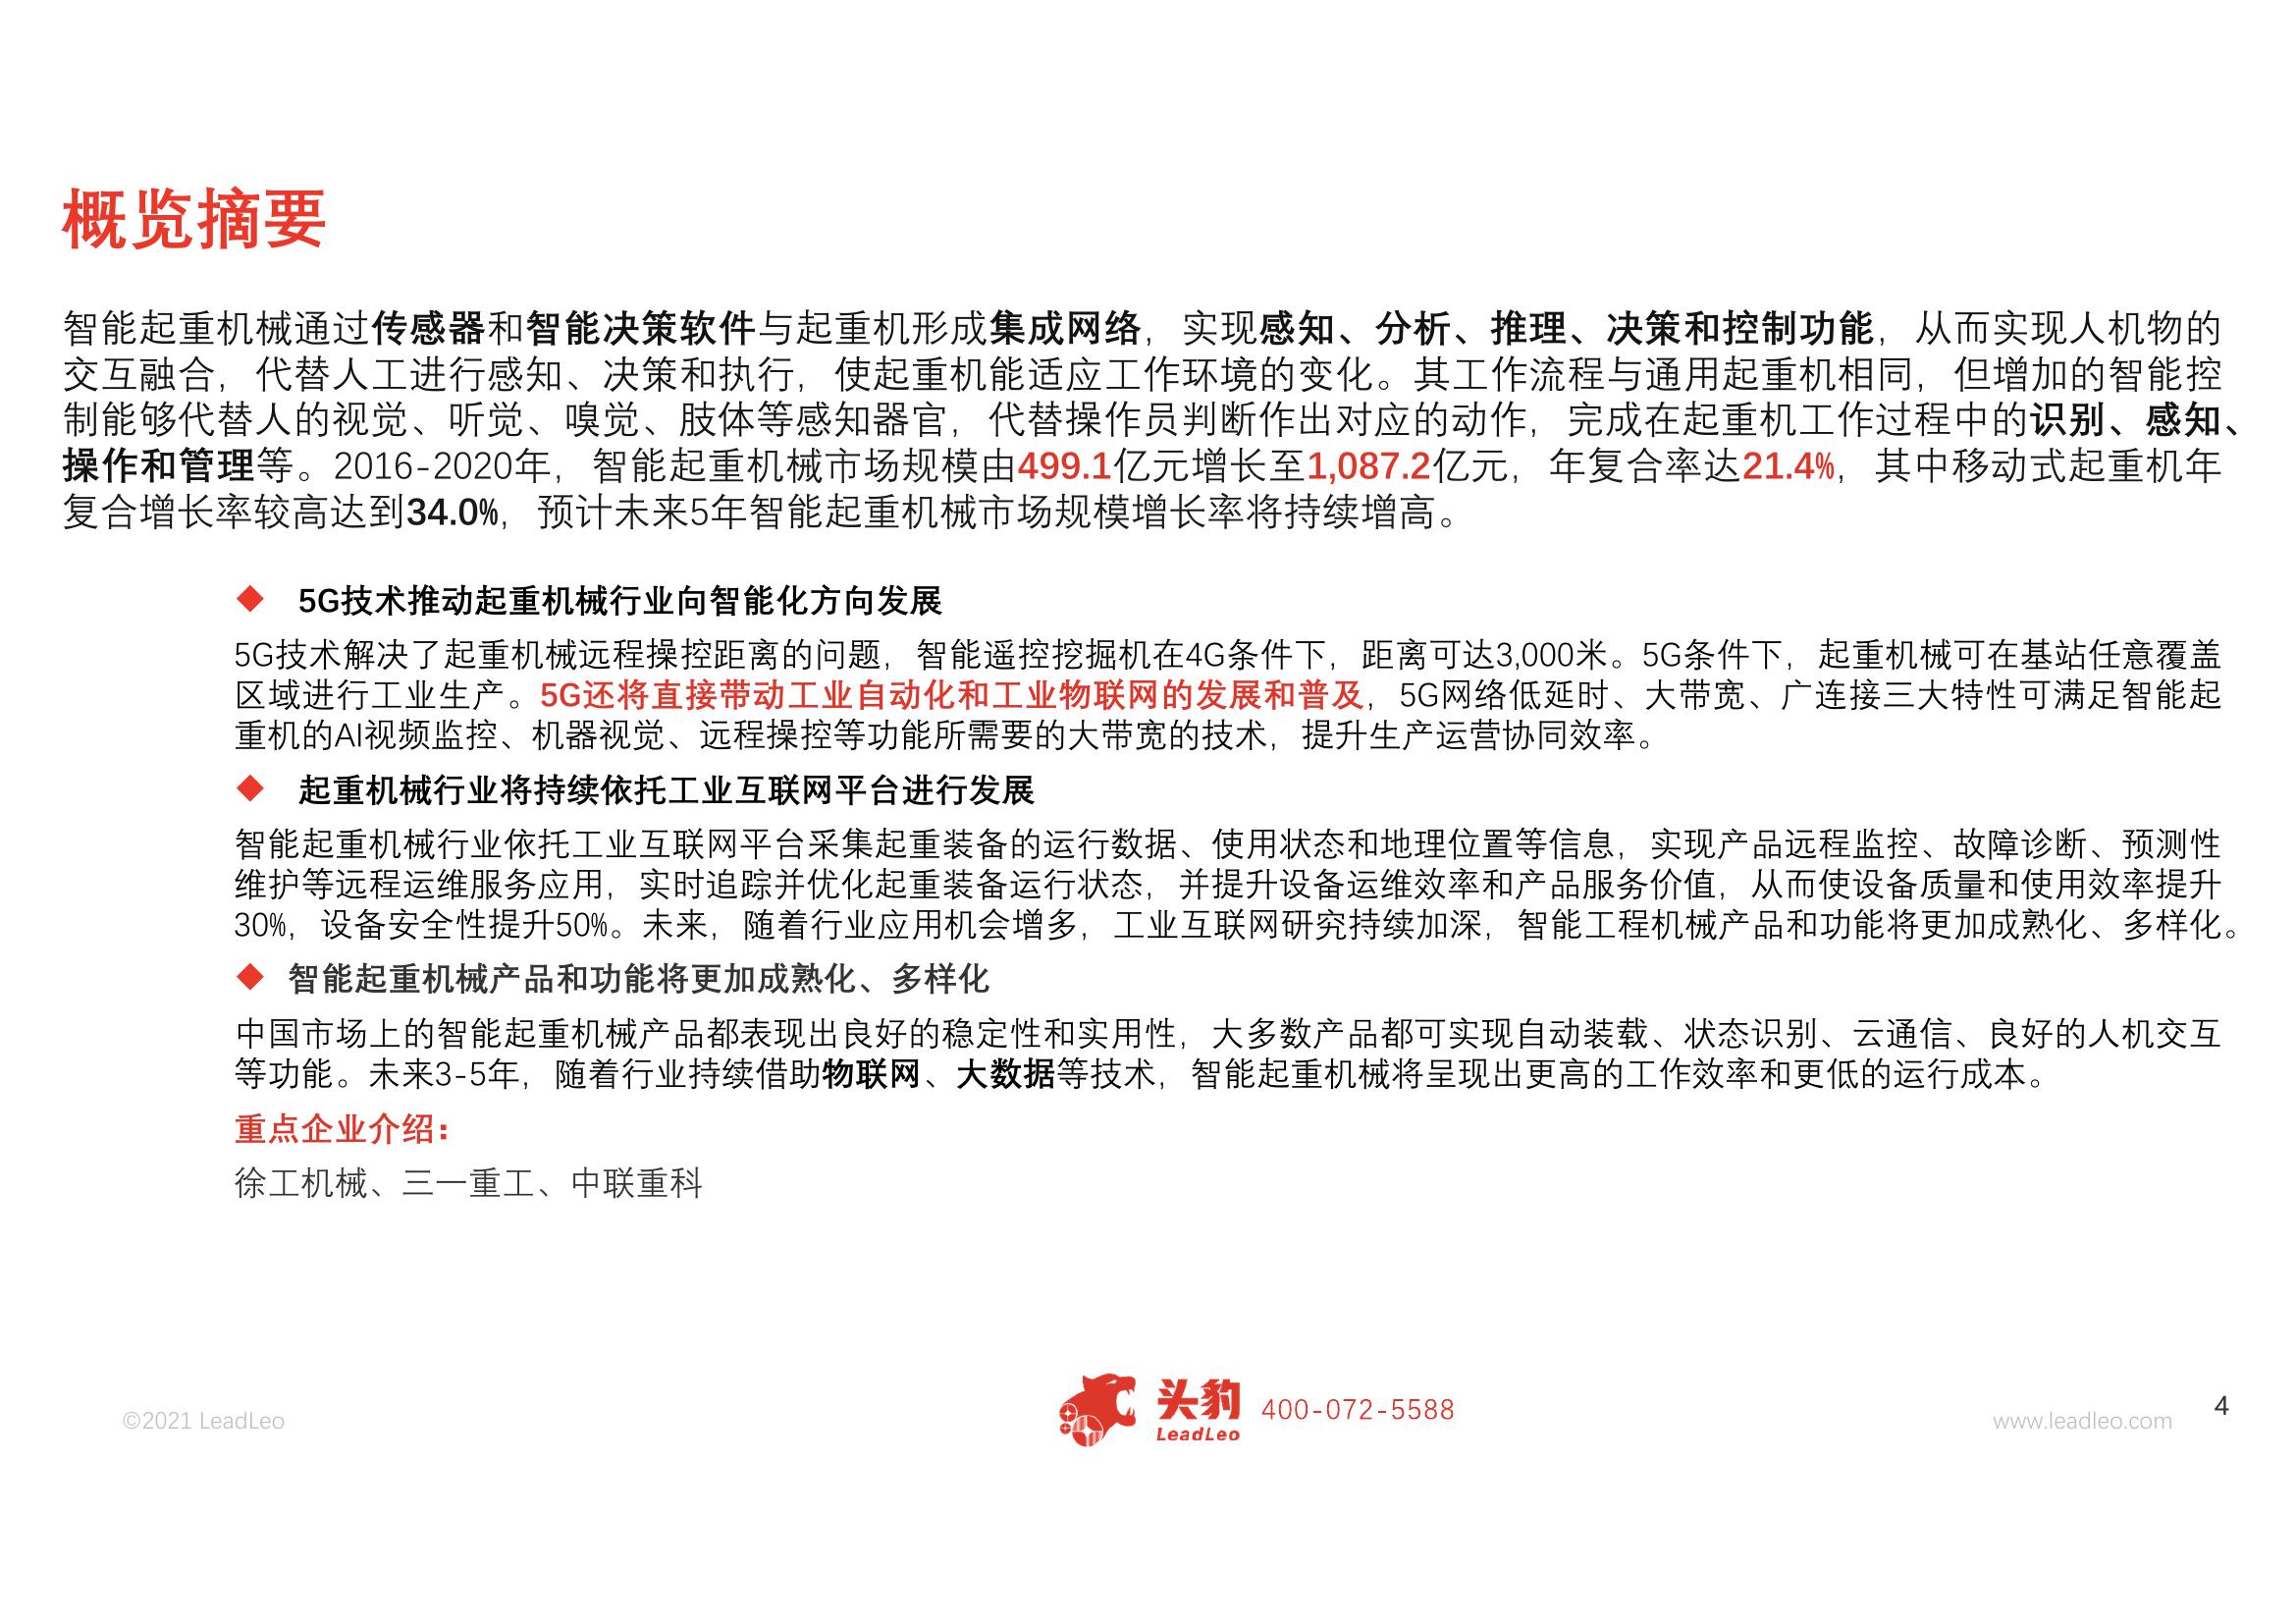 概览摘要
智能起重机械通过传感器和智能决策软件与起重机形成集成网络，实现感知、分析、推理、决策和控制功能，从而实现人机物的
交互融合，代替人工进行感知、决策和执行，使起重机能适应工作环境的变化。其工作流程与通用起重机相同，但增加的智能控
制能够代替人的视觉、听觉、嗅觉、肢体等感知器官，代替操作员判断作出对应的动作，完成在起重机工作过程中的识别、感知、
操作和管理等。2016-2020年，智能起重机械市场规模由499.1亿元增长至1,087.2亿元，年复合率达21.4%，其中移动式起重机年
复合增长率较高达到34.0%，预计未来5年智能起重机械市场规模增长率将持续增高。
◆ 5G技术推动起重机械行业向智能化方向发展
5G技术解决了起重机械远程操控距离的问题，智能遥控挖掘机在4G条件下，距离可达3,000米。5G条件下，起重机械可在基站任意覆盖
区域进行工业生产。5G还将直接带动工业自动化和工业物联网的发展和普及，5G网络低延时、大带宽、广连接三大特性可满足智能起
重机的AI视频监控、机器视觉、远程操控等功能所需要的大带宽的技术，提升生产运营协同效率。
◆ 起重机械行业将持续依托工业互联网平台进行发展
智能起重机械行业依托工业互联网平台采集起重装备的运行数据、使用状态和地理位置等信息，实现产品远程监控、故障诊断、预测性
维护等远程运维服务应用，实时追踪并优化起重装备运行状态，并提升设备运维效率和产品服务价值，从而使设备质量和使用效率提升
30%，设备安全性提升50%。未来，随着行业应用机会增多，工业互联网研究持续加深，智能工程机械产品和功能将更加成熟化、多样化。
◆ 智能起重机械产品和功能将更加成熟化、多样化
中国市场上的智能起重机械产品都表现出良好的稳定性和实用性，大多数产品都可实现自动装载、状态识别、云通信、良好的人机交互
等功能。未来3-5年，随着行业持续借助物联网、大数据等技术，智能起重机械将呈现出更高的工作效率和更低的运行成本。
重点企业介绍：
徐工机械、三一重工、中联重科
©2021 LeadLeo
头豹
LeadLeo
400-072-5588
www.leadleo.com
4